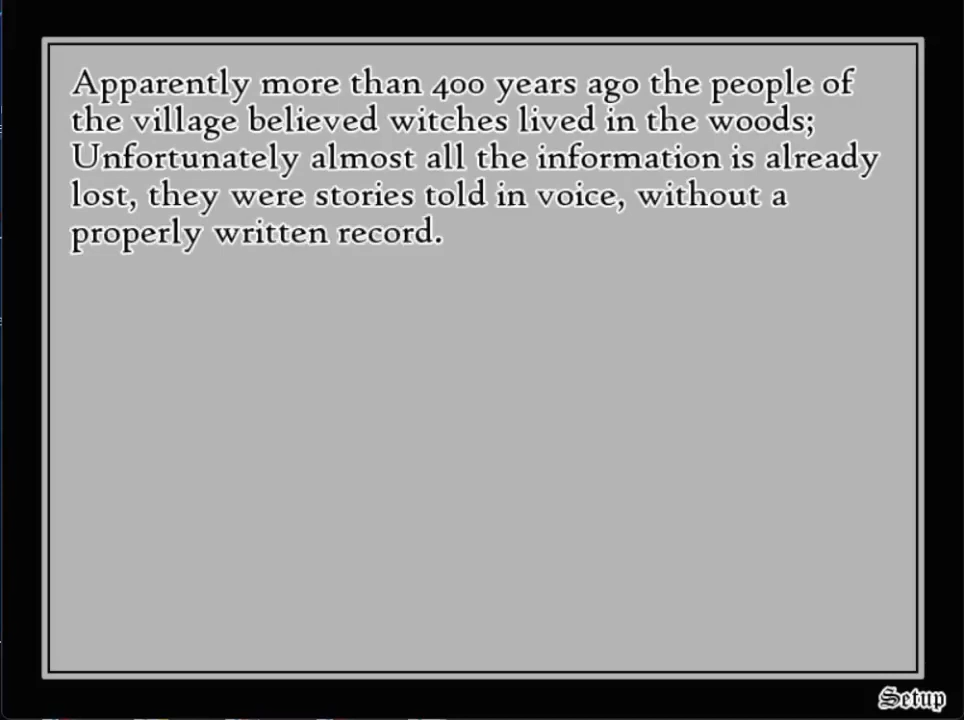 Apparently more than 400 years ago the people of
the village believed witches lived in the woods;
Unfortunately almost all the information is already
lost, they were stories told in voice, without a
properly written record.
Setup